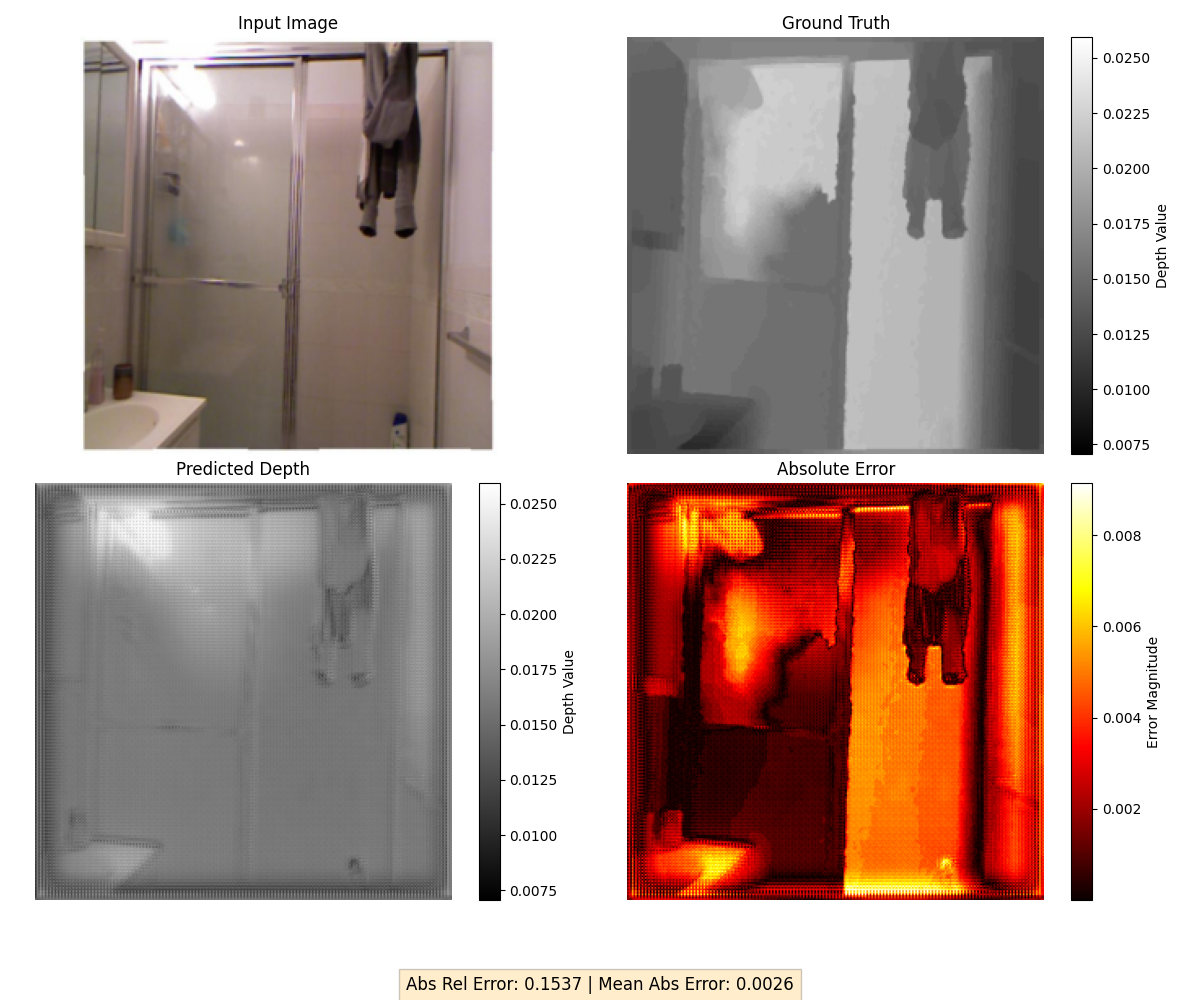 Input Image
Ground Truth
0.0250
0.0225
0.0200
0.0175
0.0150
0.0125
0.0100
0.0075
Depth Value
Predicted Depth
0.0250
0.0225
0.0200
0.0175
0.0150
0.0125
0.0100
0.0075
Depth Value
Absolute Error
0.008
0.006
0.004
0.002
Error Magnitude
Abs Rel Error: 0.1537 | Mean Abs Error: 0.0026